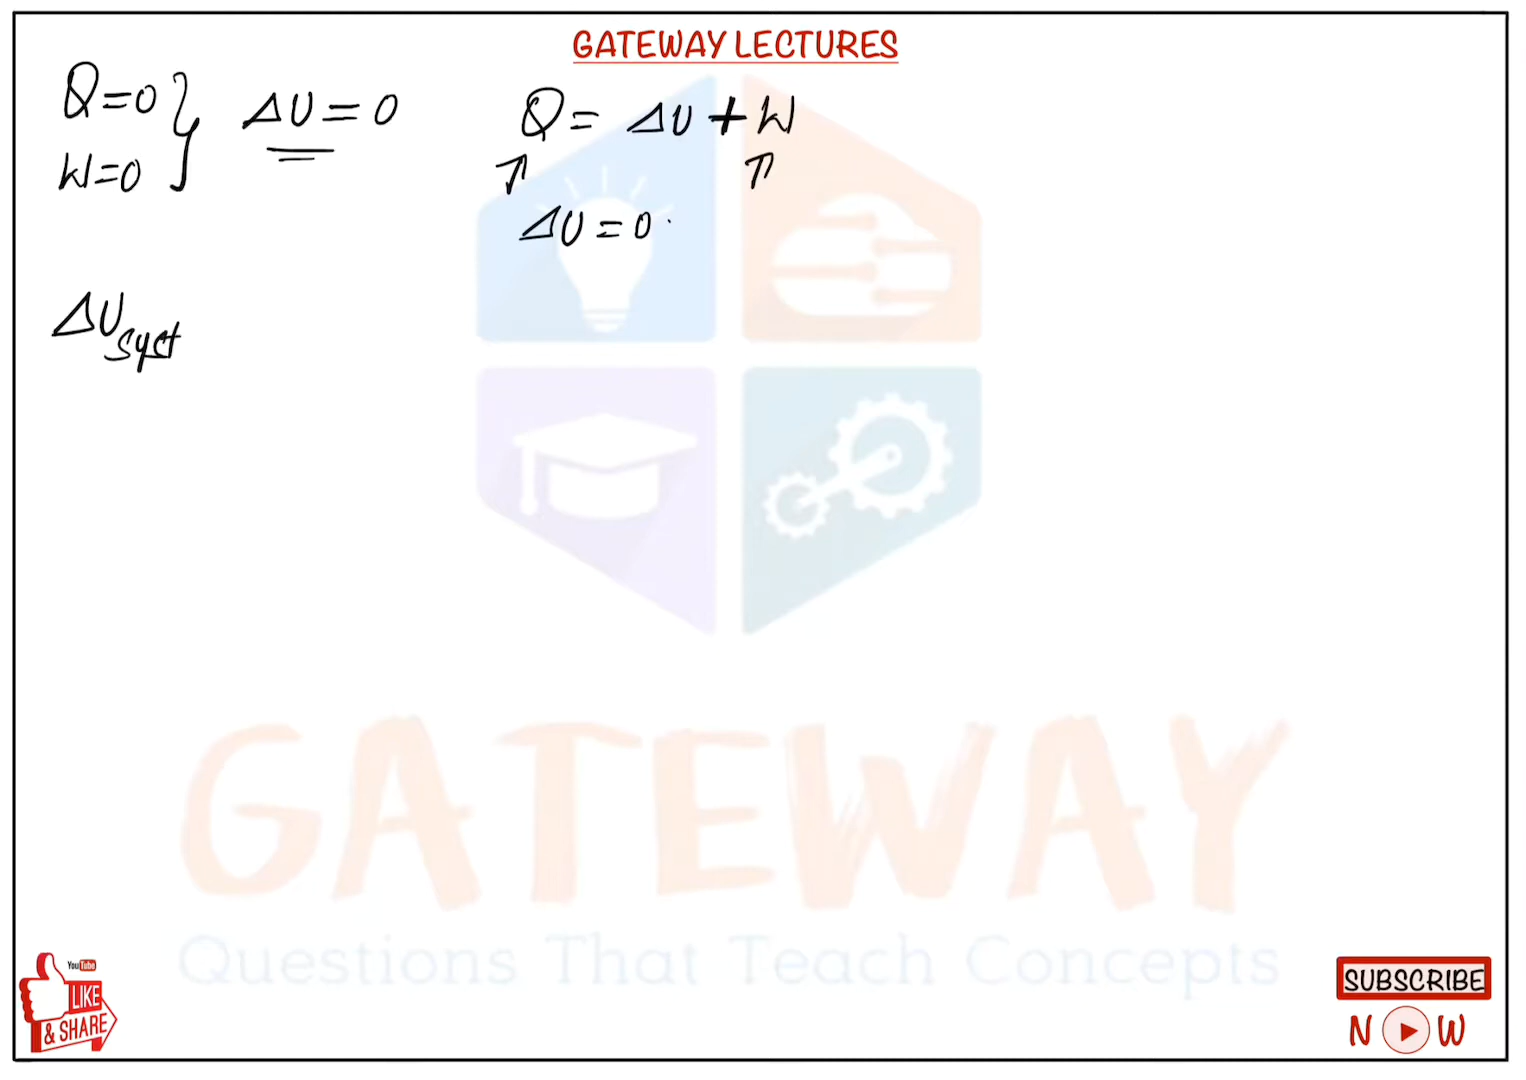 GATEWAY LECTURES
Q=0
W=0
ΔU=0
Q= ΔU+W
ΔU=0.
ΔU syst
GATEWAY
Questions That Teach Concepts
YouTube
LIKE
& SHARE
SUBSCRIBE
N W